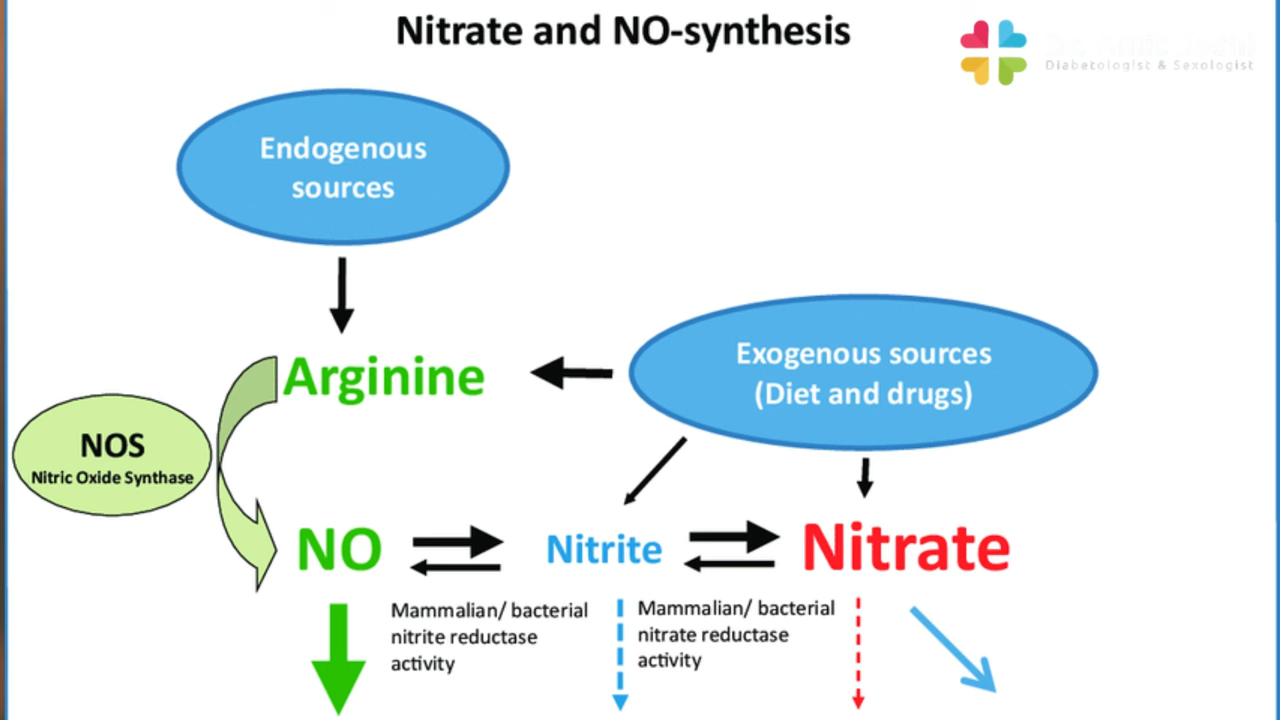 Nitrate and NO-synthesis
Diabetologist & Sexologist
Endogenous
sources
Exogenous sources
(Diet and drugs)
Arginine
NOS
Nitric Oxide Synthase
NO
Nitrite
Nitrate
Mammalian/ bacterial
nitrite reductase
activity
Mammalian/ bacterial
nitrate reductase
activity